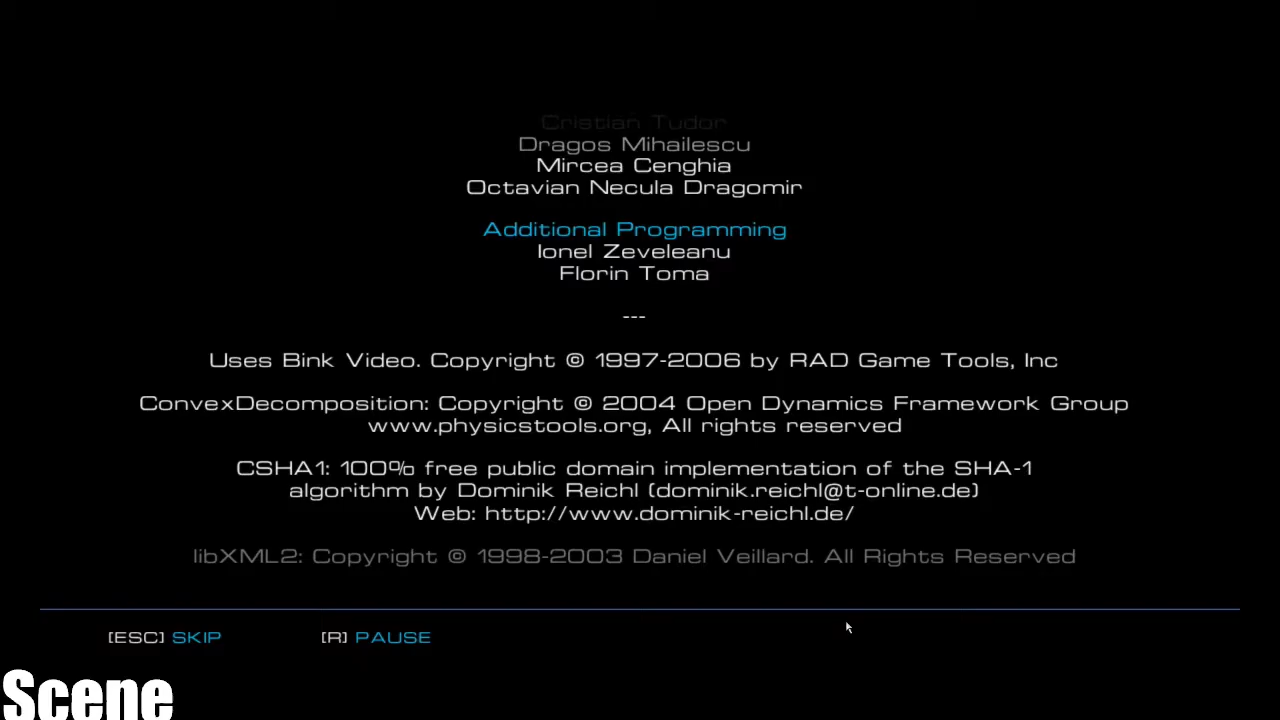 Cristian Tudor
Dragos Mihailescu
Mircea Cenghia
Octavian Necula Dragomir
Additional Programming
Ionel Zeveleanu
Florin Toma
---
Uses Bink Video. Copyright © 1997-2006 by RAD Game Tools, Inc
ConvexDecomposition: Copyright © 2004 Open Dynamics Framework Group
www.physicstools.org, All rights reserved
CSHA1: 100% free public domain implementation of the SHA-1
algorithm by Dominik Reichl (dominik.reichl@t-online.de)
Web: http://www.dominik-reichl.de/
libXML2: Copyright © 1998-2003 Daniel Veillard. All Rights Reserved
[ESC] SKIP [R] PAUSE
Scene